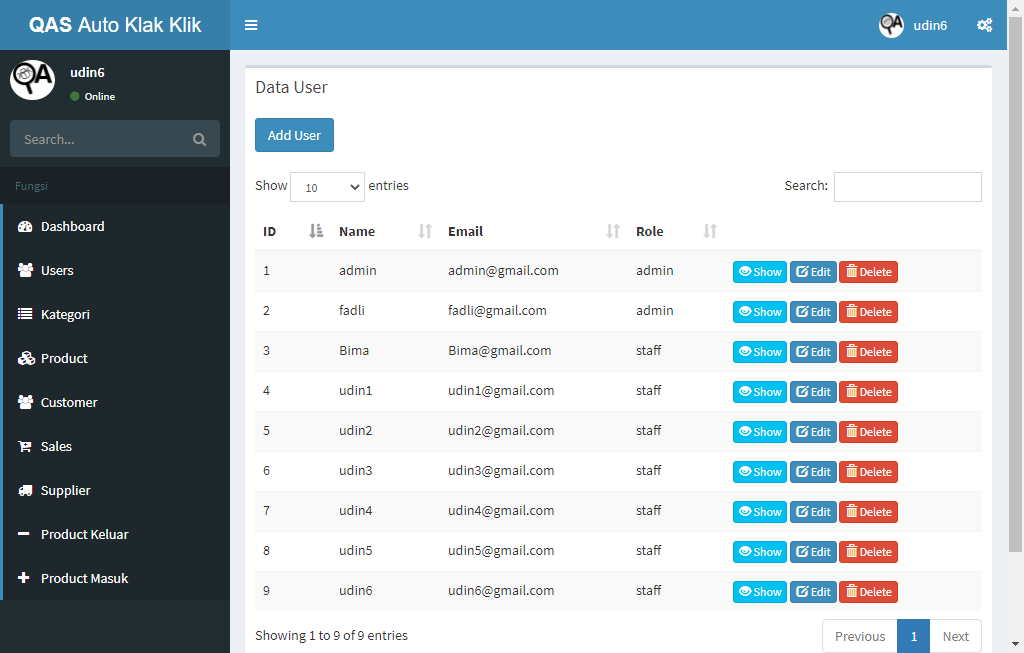 QAS Auto Klak Klik
udin6
udin6
Online
Search...
Fungsi
Dashboard
Users
Kategori
Product
Customer
Sales
Supplier
Product Keluar
Product Masuk
Data User
Add User
Show 10 entries
Search:
ID Name Email Role
1 admin admin@gmail.com admin Show Edit Delete
2 fadli fadli@gmail.com admin Show Edit Delete
3 Bima Bima@gmail.com staff Show Edit Delete
4 udin1 udin1@gmail.com staff Show Edit Delete
5 udin2 udin2@gmail.com staff Show Edit Delete
6 udin3 udin3@gmail.com staff Show Edit Delete
7 udin4 udin4@gmail.com staff Show Edit Delete
8 udin5 udin5@gmail.com staff Show Edit Delete
9 udin6 udin6@gmail.com staff Show Edit Delete
Showing 1 to 9 of 9 entries
Previous 1 Next